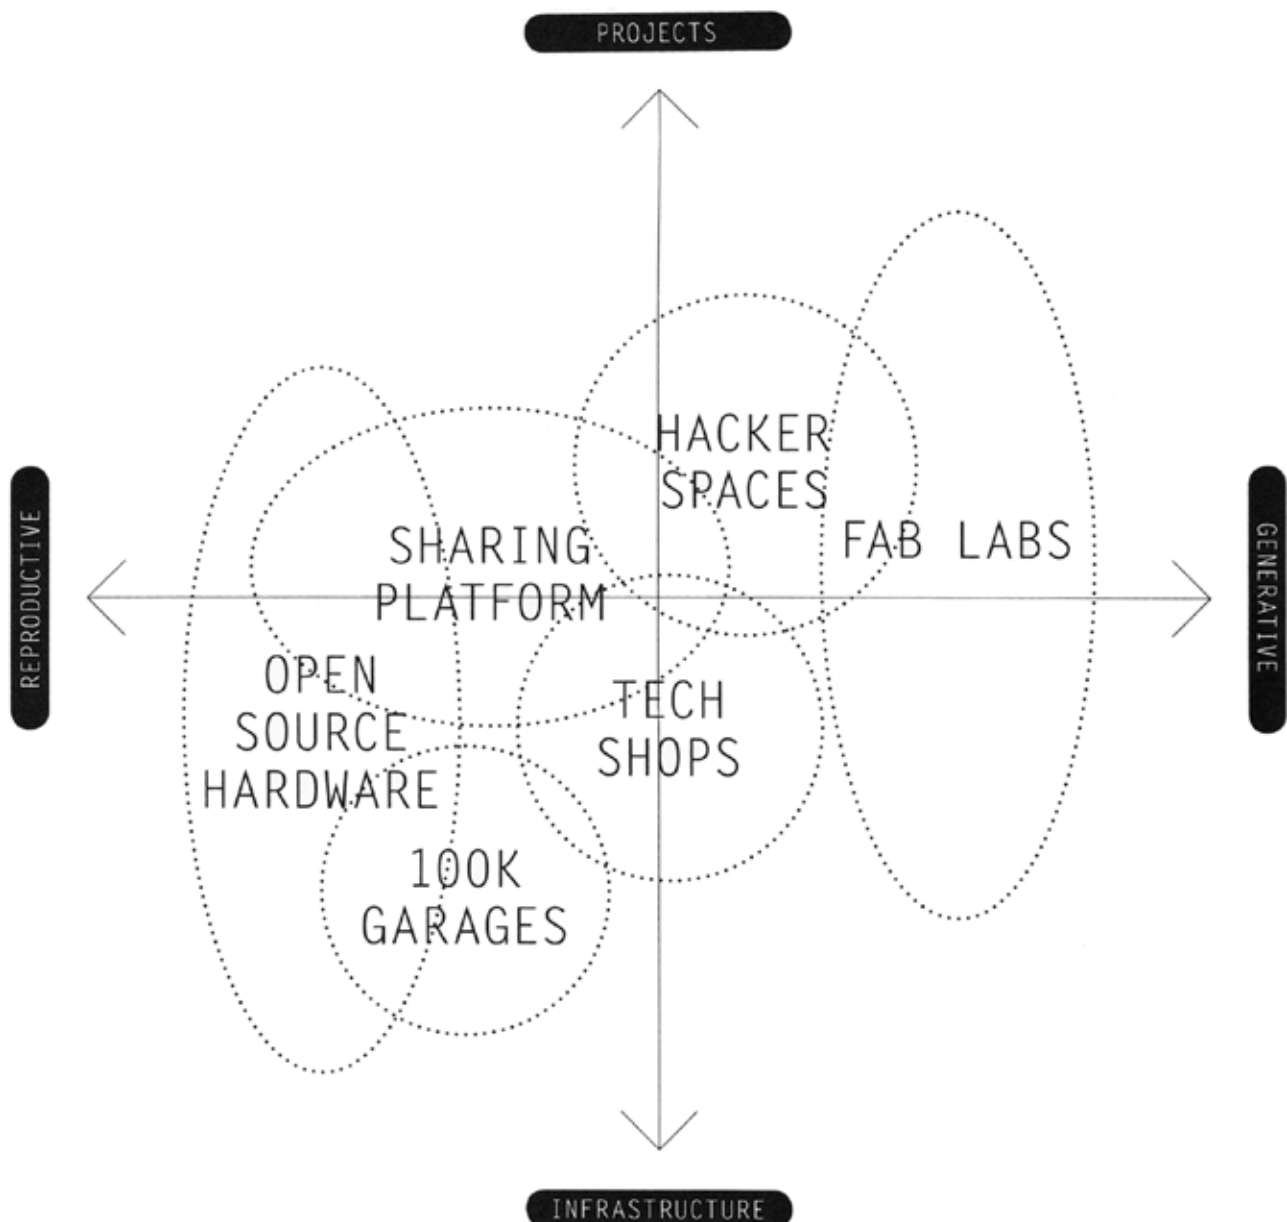 PROJECTS
HACKER
SPACES
FAB LABS
SHARING
PLATFORM
REPRODUCTIVE
GENERATIVE
OPEN
SOURCE
HARDWARE
TECH
SHOPS
100K
GARAGES
INFRASTRUCTURE